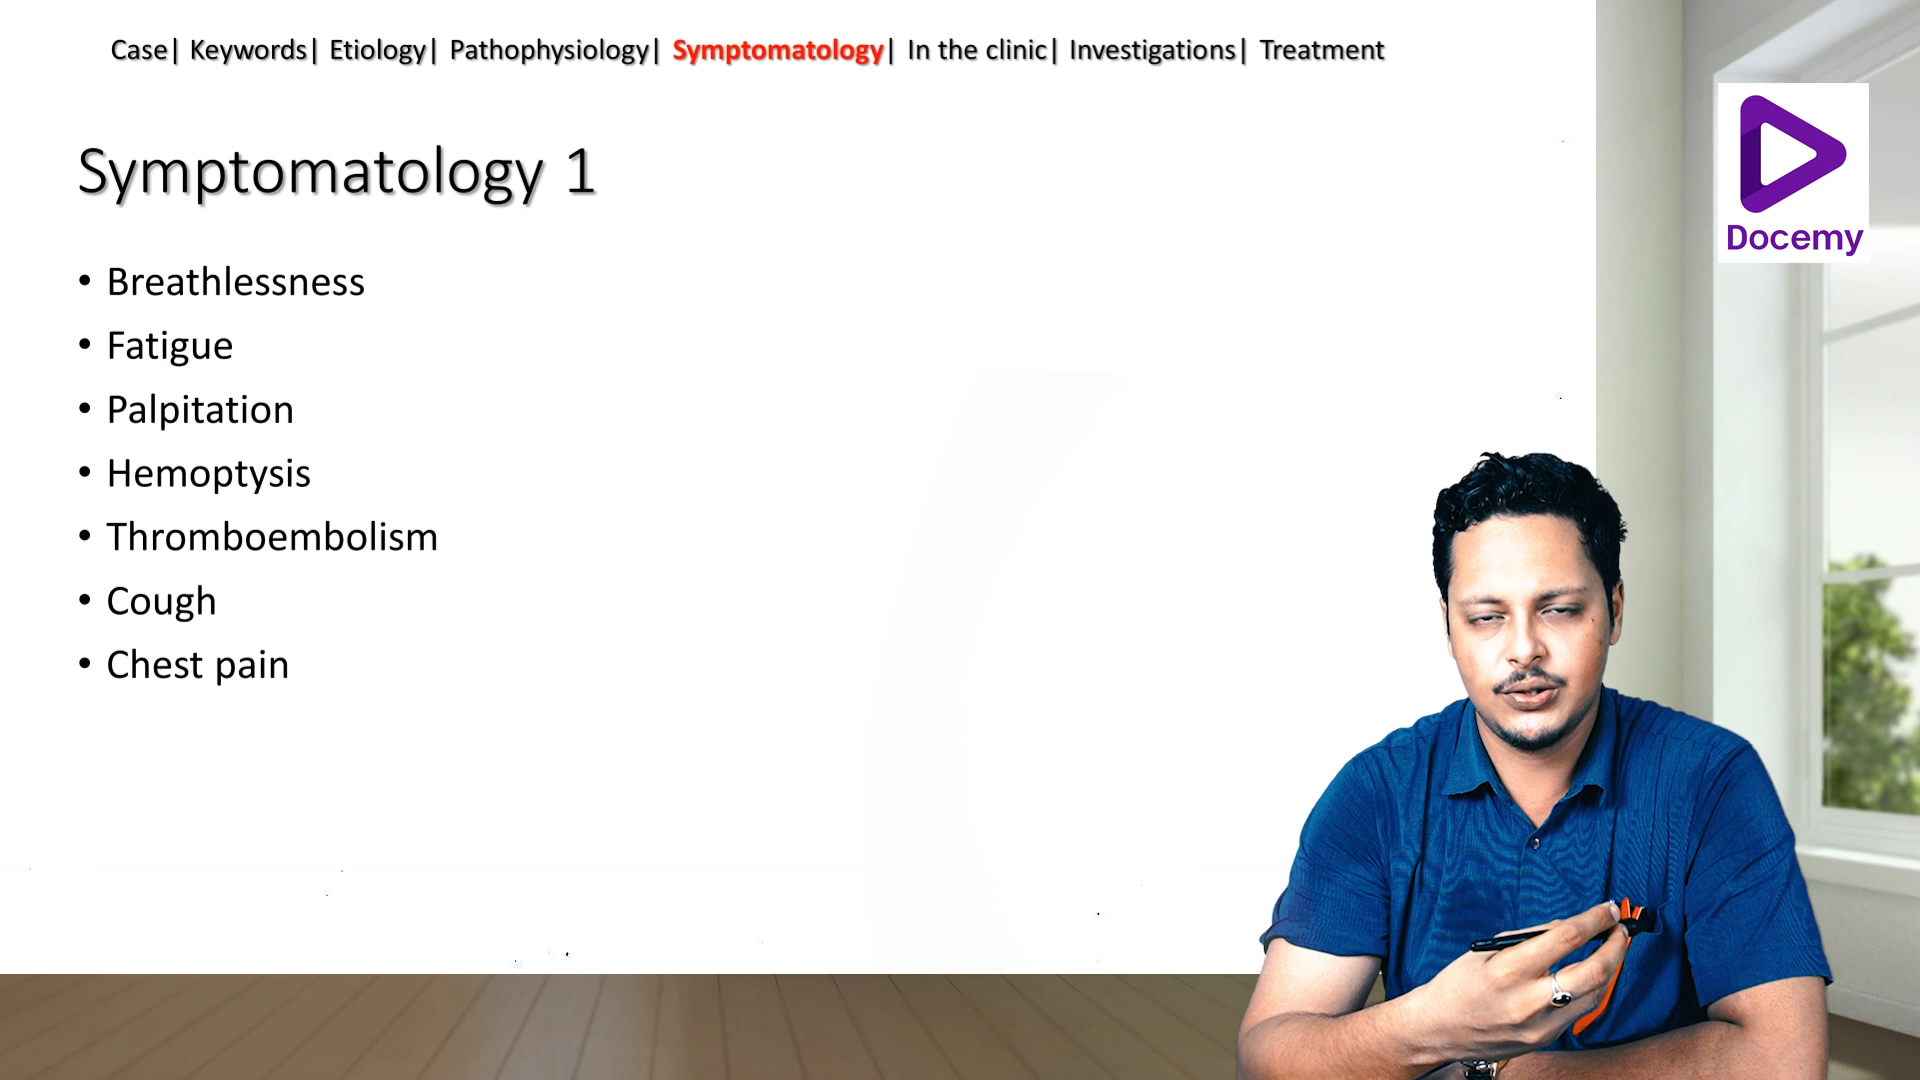 Case| Keywords| Etiology| Pathophysiology| Symptomatology| In the clinic| Investigations| Treatment
Symptomatology 1
• Breathlessness
• Fatigue
• Palpitation
• Hemoptysis
• Thromboembolism
• Cough
• Chest pain
Docemy